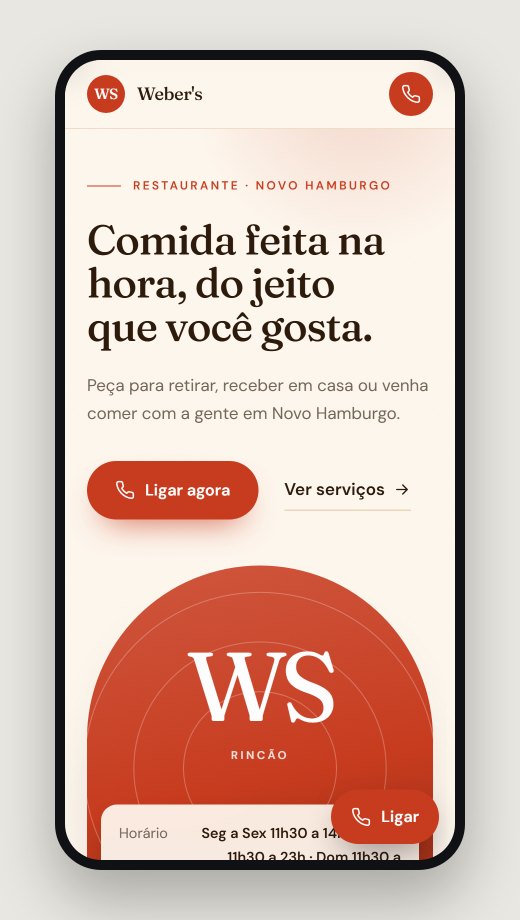 WS Weber's
RESTAURANTE · NOVO HAMBURGO
Comida feita na
hora, do jeito
que você gosta.
Peça para retirar, receber em casa ou venha
comer com a gente em Novo Hamburgo.
Ligar agora
Ver serviços →
WS
RINCÃO
Horário
Seg a Sex 11h30 a
11h30 a 23h · Dom 11h30 a
Ligar